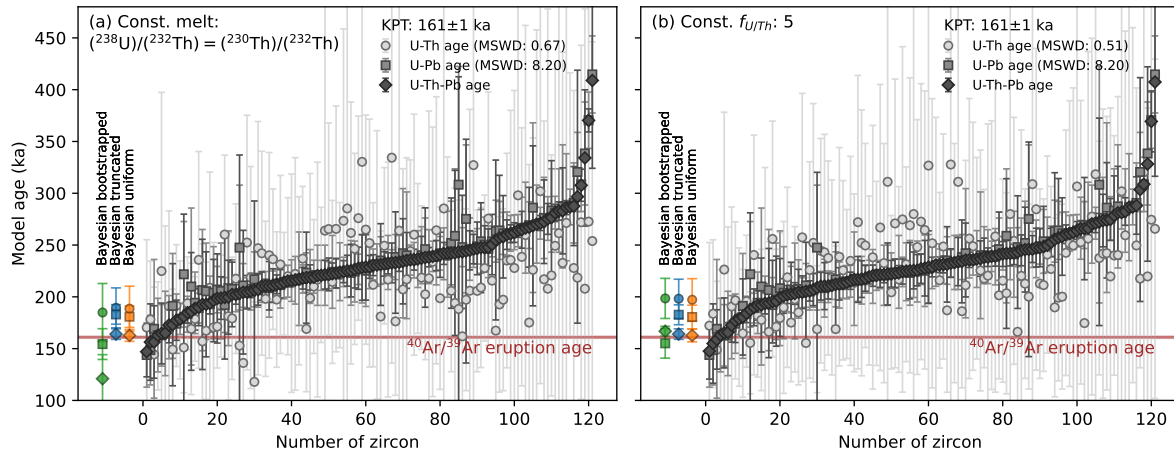 (a) Const. melt:
(²³⁸U)/(²³²Th) = (²³⁰Th)/(²³²Th)
KPT: 161±1 ka
U-Th age (MSWD: 0.67)
U-Pb age (MSWD: 8.20)
U-Th-Pb age
Bayesian bootstrapped
Bayesian truncated
Bayesian uniform
⁴⁰Ar/³⁹Ar eruption age
Model age (ka)
450
400
350
300
250
200
150
100
0 20 40 60 80 100 120
Number of zircon
(b) Const. f_U/Th: 5
KPT: 161±1 ka
U-Th age (MSWD: 0.51)
U-Pb age (MSWD: 8.20)
U-Th-Pb age
Bayesian bootstrapped
Bayesian truncated
Bayesian uniform
⁴⁰Ar/³⁹Ar eruption age
0 20 40 60 80 100 120
Number of zircon